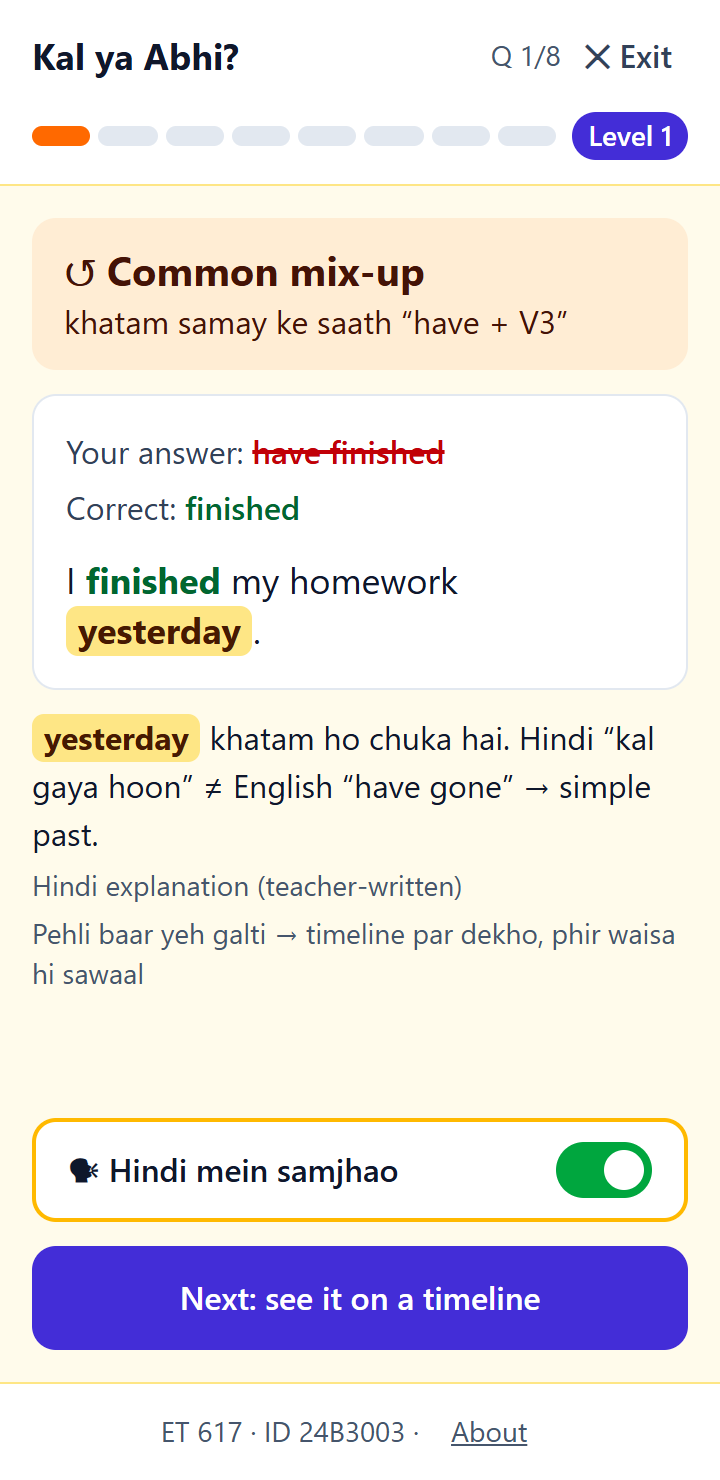 Kal ya Abhi?
Q 1/8 ✕ Exit
Level 1
↺ Common mix-up
khatam samay ke saath “have + V3”
Your answer: have finished
Correct: finished
I finished my homework
yesterday.
yesterday khatam ho chuka hai. Hindi “kal
gaya hoon” ≠ English “have gone” → simple
past.
Hindi explanation (teacher-written)
Pehli baar yeh galti → timeline par dekho, phir waisa
hi sawaal
🗣 Hindi mein samjhao
Next: see it on a timeline
ET 617 · ID 24B3003 · About